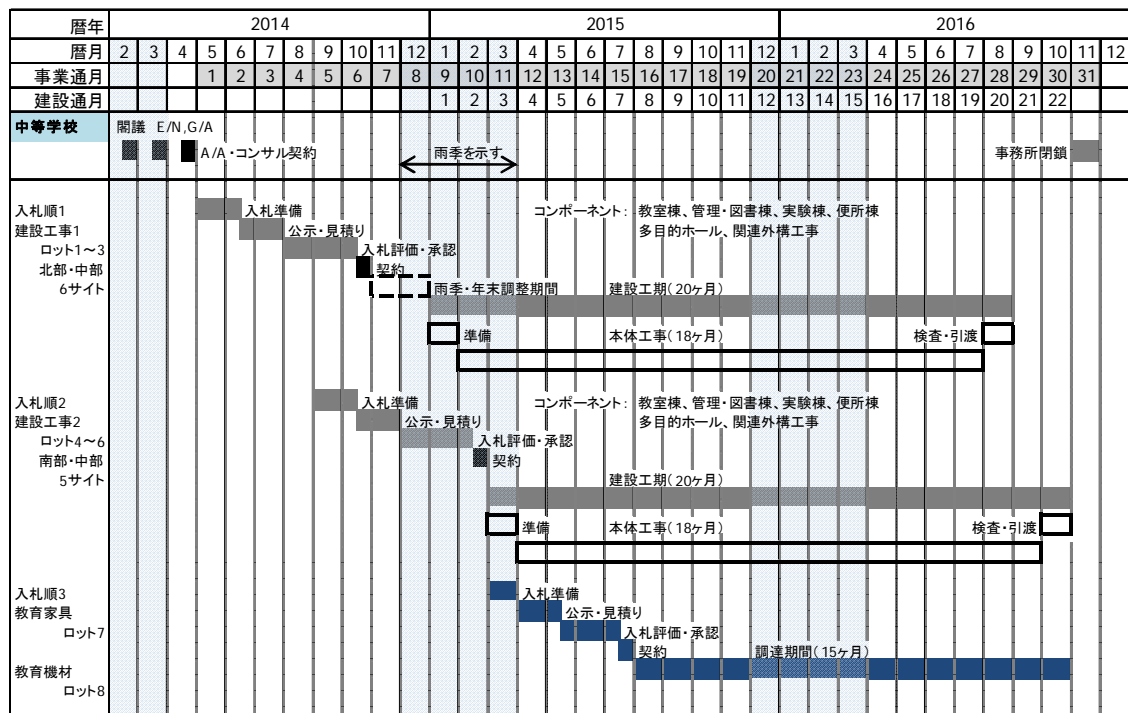 暦年 2014 2015 2016
暦月 2 3 4 5 6 7 8 9 10 11 12 1 2 3 4 5 6 7 8 9 10 11 12 1 2 3 4 5 6 7 8 9 10 11 12
事業通月 1 2 3 4 5 6 7 8 9 10 11 12 13 14 15 16 17 18 19 20 21 22 23 24 25 26 27 28 29 30 31
建設通月 1 2 3 4 5 6 7 8 9 10 11 12 13 14 15 16 17 18 19 20 21 22
中等学校 閣議 E/N,G/A
A/A・コンサル契約 雨季を示す 事務所閉鎖
入札順1 入札準備 コンポーネント: 教室棟、管理・図書棟、実験棟、便所棟
建設工事1 公示・見積り 多目的ホール、関連外構工事
ロット1~3 入札評価・承認
北部・中部 契約
6サイト 雨季・年末調整期間 建設工期(20ヶ月)
準備 本体工事(18ヶ月) 検査・引渡
入札順2 入札準備 コンポーネント: 教室棟、管理・図書棟、実験棟、便所棟
建設工事2 公示・見積り 多目的ホール、関連外構工事
ロット4~6 入札評価・承認
南部・中部 契約
5サイト 建設工期(20ヶ月)
準備 本体工事(18ヶ月) 検査・引渡
入札順3 入札準備
教育家具 公示・見積り
ロット7 入札評価・承認
契約 調達期間(15ヶ月)
教育機材
ロット8